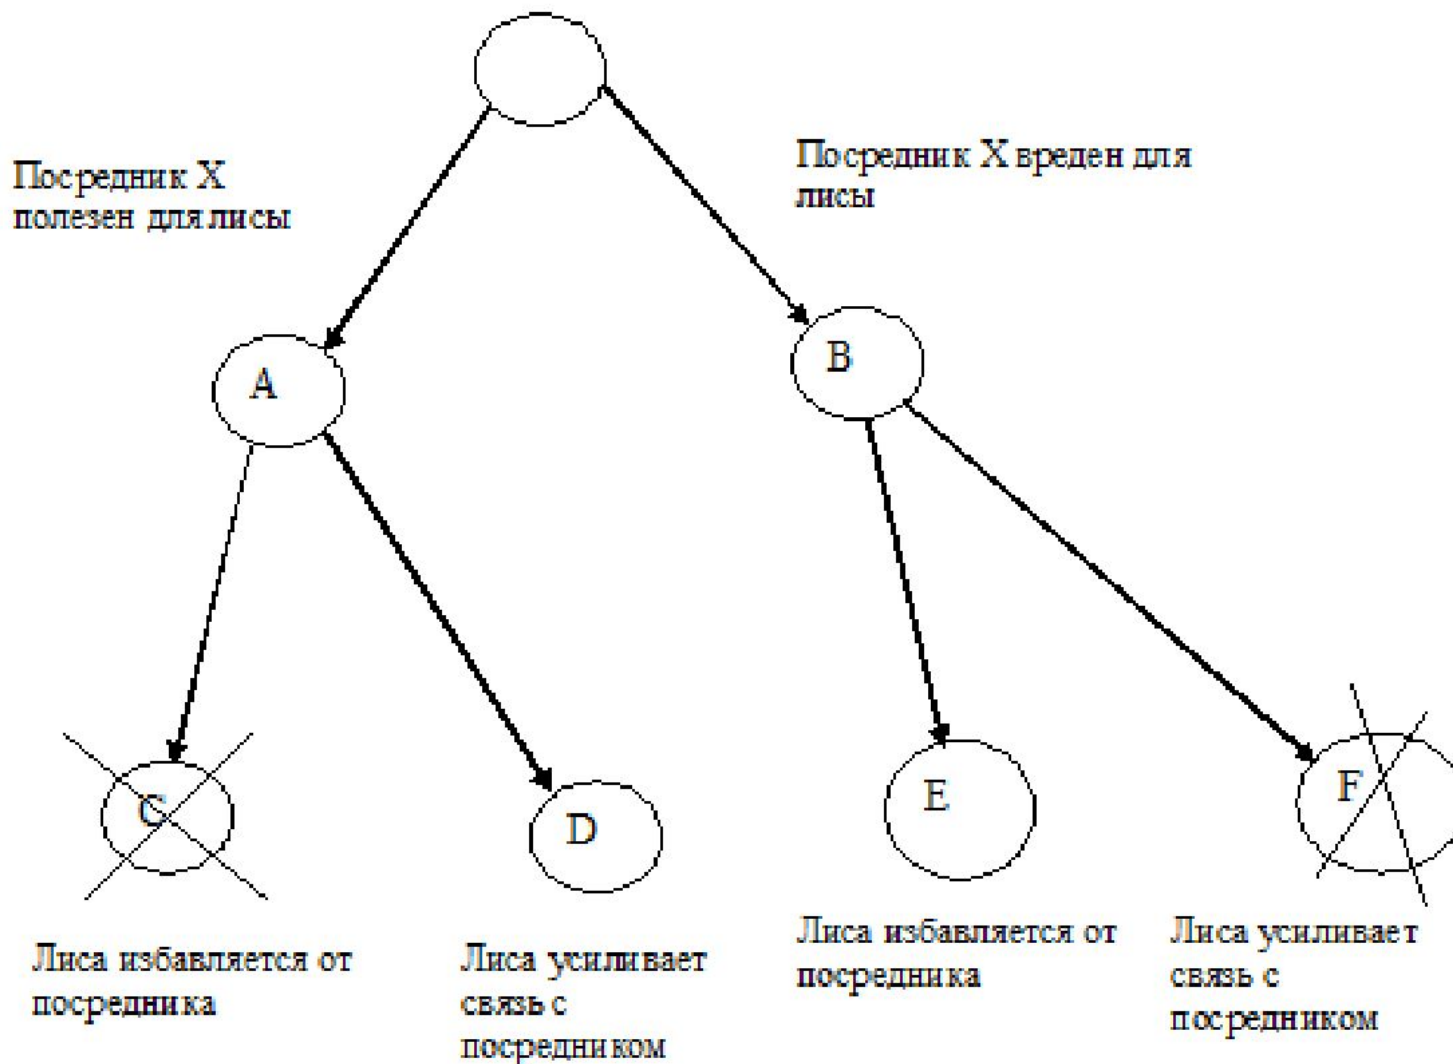 Посредник X
полезен для лисы
Посредник X вреден для
лисы
A
B
C
D
E
F
Лиса избавляется от
посредника
Лиса усиливает
связь с
посредником
Лиса избавляется от
посредника
Лиса усиливает
связь с
посредником